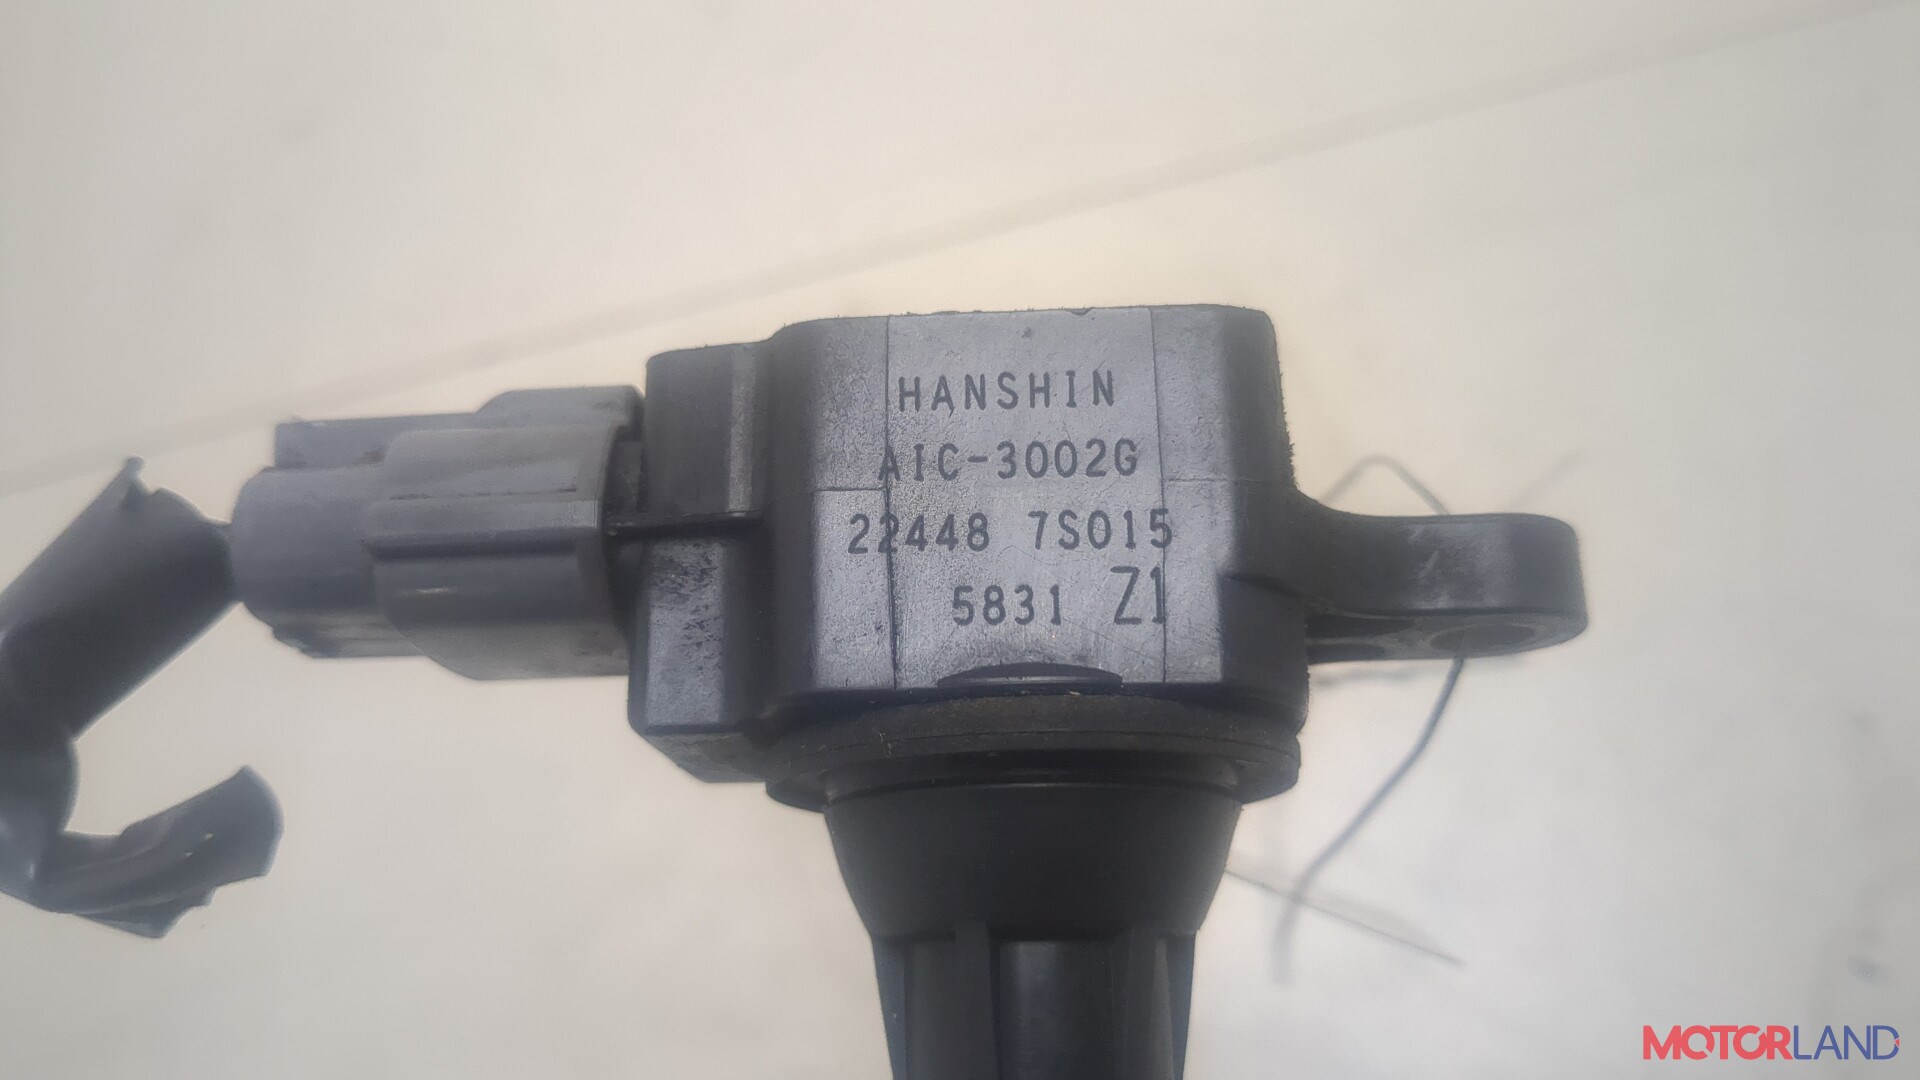 HANSHIN
AIC-3002G
22448 7S015
5831 Z1
MOTORLAND